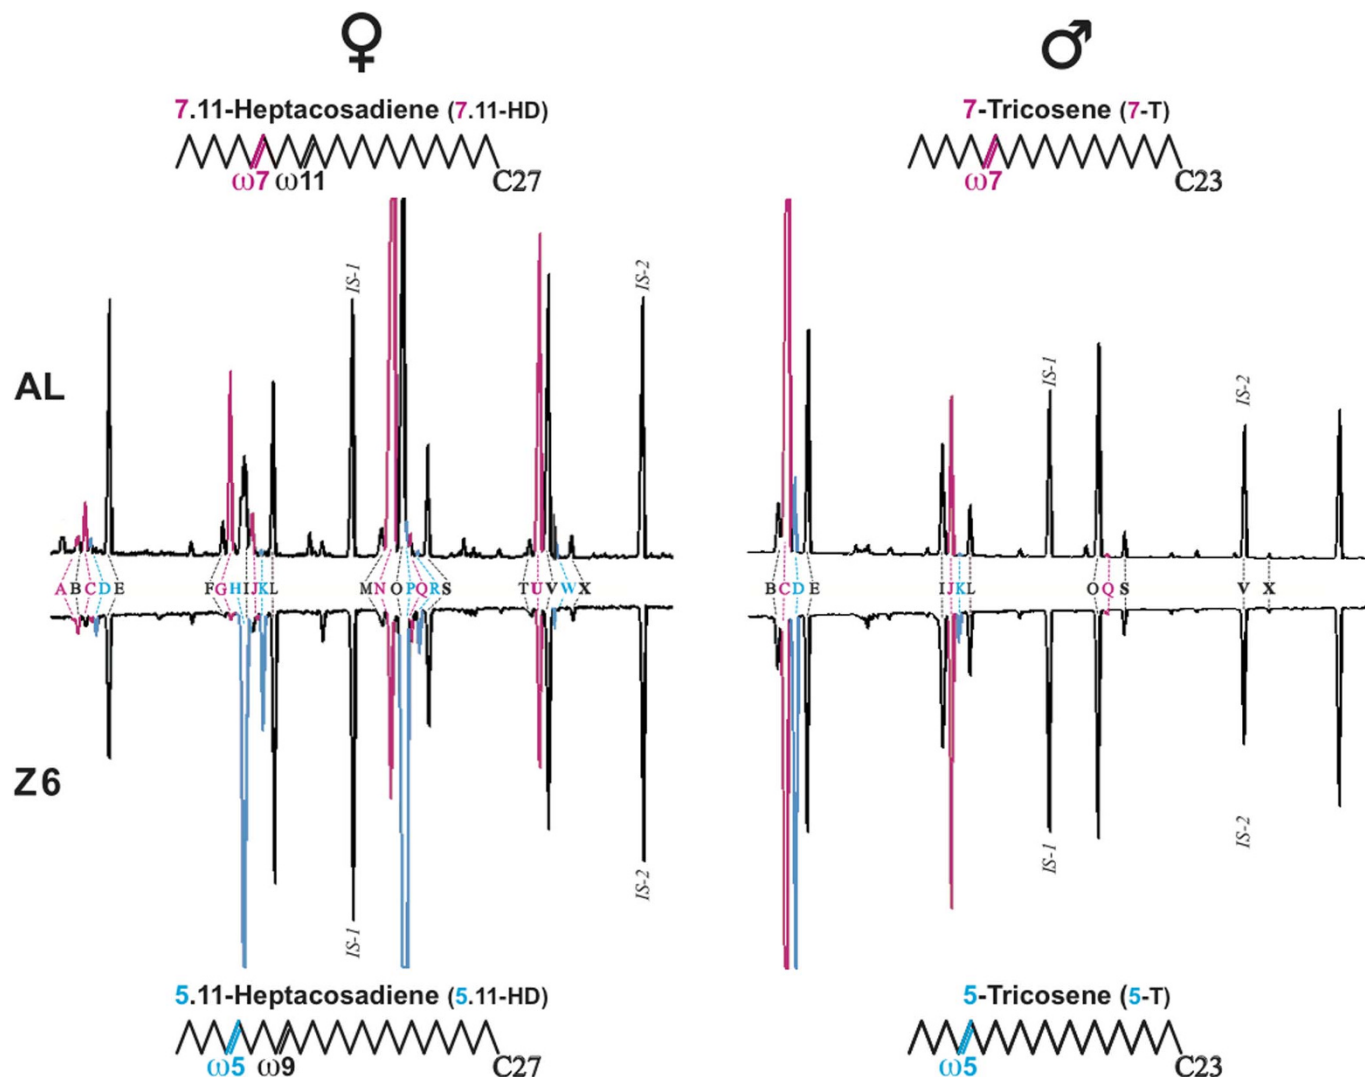 ♀ ♂
7.11-Heptacosadiene (7.11-HD) 7-Tricosene (7-T)
ω7 ω11 C27 ω7 C23
IS-1 IS-2 IS-1 IS-2
AL
A B C D E F G H I J K L M N O P Q R S T U V W X B C D E I J K L O Q S V X
Z6
IS-1 IS-2 IS-1 IS-2
5.11-Heptacosadiene (5.11-HD) 5-Tricosene (5-T)
ω5 ω9 C27 ω5 C23